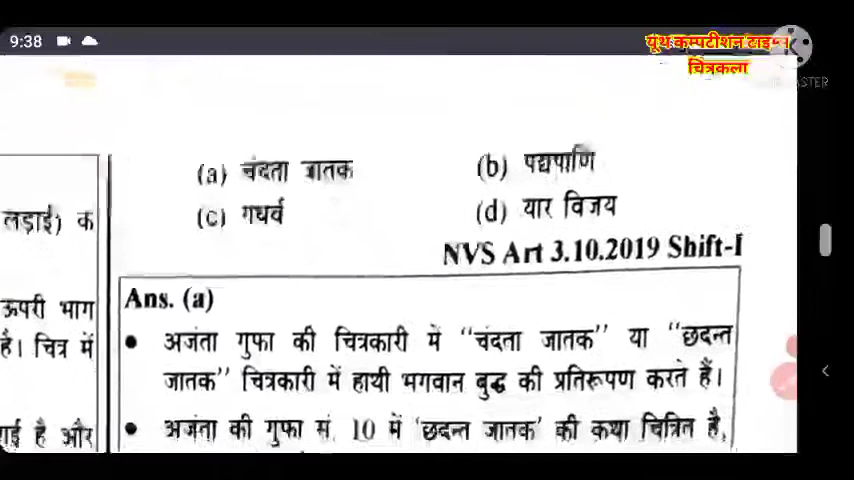 9:38
यूथ कम्पटीशन टाइम्स
चित्रकला
(a) चंदता जातक
(b) पद्यपाणि
(c) गधर्व
(d) यार विजय
NVS Art 3.10.2019 Shift-I
लड़ाई) क
ऊपरी भाग
है। चित्र में
गई है और
Ans. (a)
• अजंता गुफा की चित्रकारी में "चंदता जातक" या "छदन्त
जातक" चित्रकारी में हाथी भगवान बुद्ध की प्रतिरूपण करते हैं।
• अजंता की गुफा सं. 10 में 'छदन्त जातक' की कथा चित्रित है,